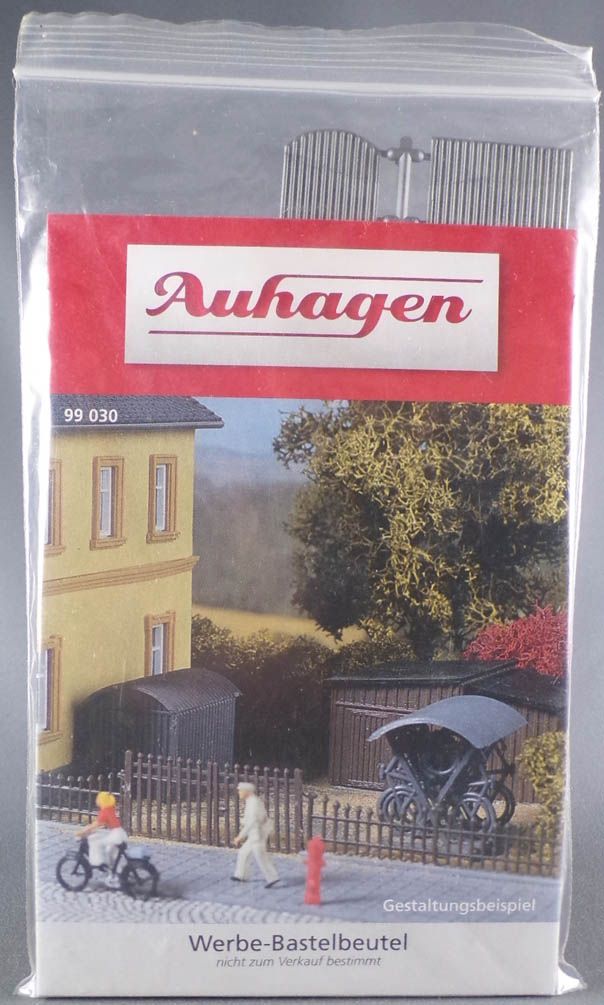 Auhagen
99 030
Gestaltungsbeispiel
Werbe-Bastelbeutel
nicht zum Verkauf bestimmt